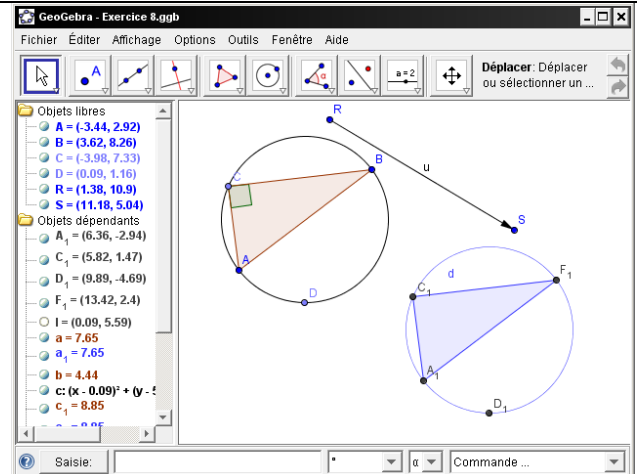 GeoGebra - Exercice 8.ggb
Fichier Éditer Affichage Options Outils Fenêtre Aide
A
α
a=2
Déplacer: Déplacer
ou sélectionner un ...
Objets libres
A = (-3.44, 2.92)
B = (3.62, 8.26)
C = (-3.98, 7.33)
D = (0.09, 1.16)
R = (1.38, 10.9)
S = (11.18, 5.04)
Objets dépendants
A₁ = (6.36, -2.94)
C₁ = (5.82, 1.47)
D₁ = (9.89, -4.69)
F₁ = (13.42, 2.4)
I = (0.09, 5.59)
a = 7.65
a₁ = 7.65
b = 4.44
c: (x - 0.09)² + (y - 5
c₁ = 8.85
R
B
u
C
S
A
d
F₁
C₁
D
A₁
D₁
Saisie:
°
α
Commande ...